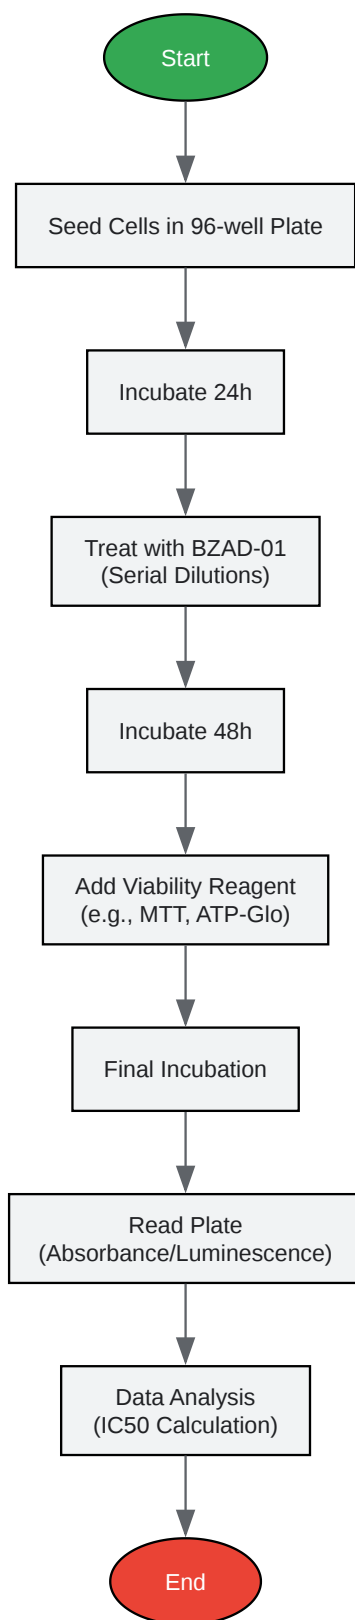 Start
Seed Cells in 96-well Plate
Incubate 24h
Treat with BZAD-01
(Serial Dilutions)
Incubate 48h
Add Viability Reagent
(e.g., MTT, ATP-Glo)
Final Incubation
Read Plate
(Absorbance/Luminescence)
Data Analysis
(IC50 Calculation)
End